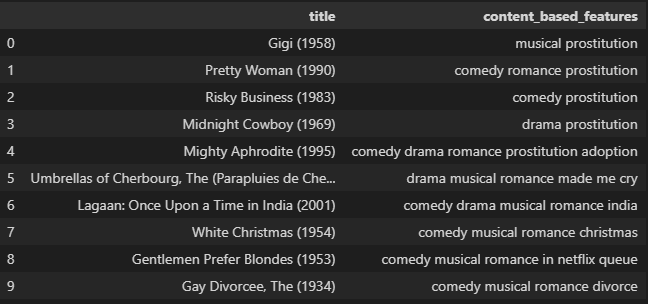 title content_based_features
0 Gigi (1958) musical prostitution
1 Pretty Woman (1990) comedy romance prostitution
2 Risky Business (1983) comedy prostitution
3 Midnight Cowboy (1969) drama prostitution
4 Mighty Aphrodite (1995) comedy drama romance prostitution adoption
5 Umbrellas of Cherbourg, The (Parapluies de Che... drama musical romance made me cry
6 Lagaan: Once Upon a Time in India (2001) comedy drama musical romance india
7 White Christmas (1954) comedy musical romance christmas
8 Gentlemen Prefer Blondes (1953) comedy musical romance in netflix queue
9 Gay Divorcee, The (1934) comedy musical romance divorce